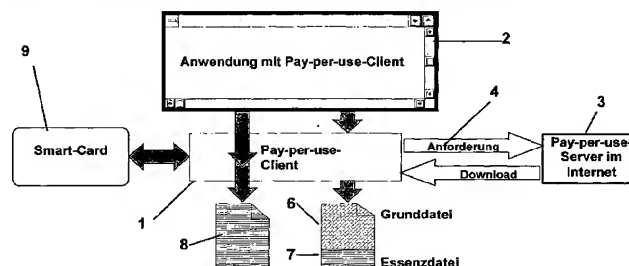 9
2
Anwendung mit Pay-per-use-Client
4
3
Smart-Card
Pay-per-use-
Client
Anforderung
Download
Pay-per-use-
Server im
Internet
1
8
6
7
Grunddatei
Essenzdatei